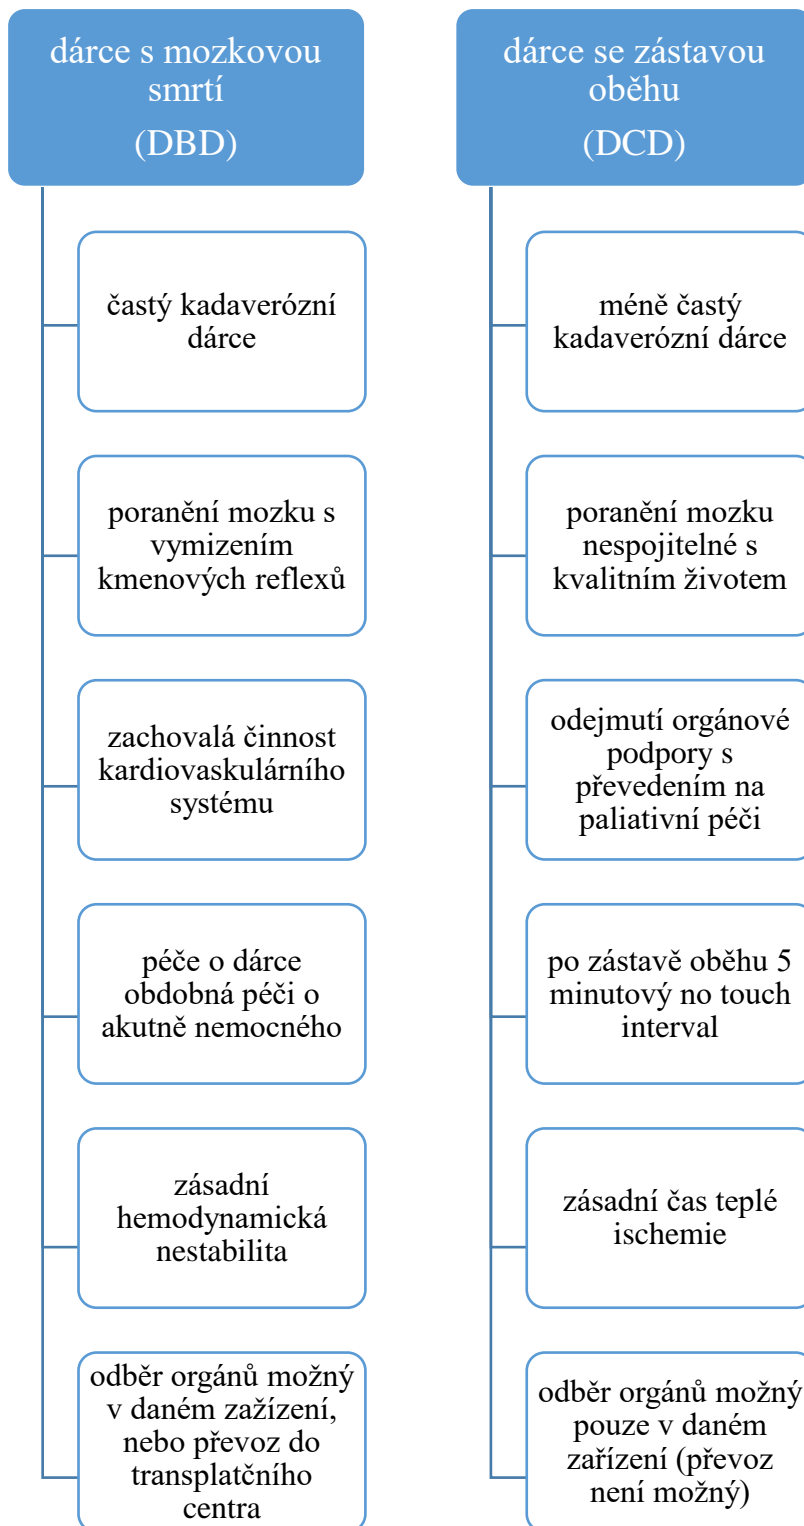 dárce s mozkovou
smrtí
(DBD)
častý kadaverózní
dárce
poranění mozku s
vymizením
kmenových reflexů
zachovalá činnost
kardiovaskulárního
systému
péče o dárce
obdobná péči o
akutně nemocného
zásadní
hemodynamická
nestabilita
odběr orgánů možný
v daném zažízení,
nebo převoz do
transplatčního
centra
dárce se zástavou
oběhu
(DCD)
méně častý
kadaverózní dárce
poranění mozku
nespojitelné s
kvalitním životem
odejmutí orgánové
podpory s
převedením na
paliativní péči
po zástavě oběhu 5
minutový no touch
interval
zásadní čas teplé
ischemie
odběr orgánů možný
pouze v daném
zařízení (převoz
není možný)